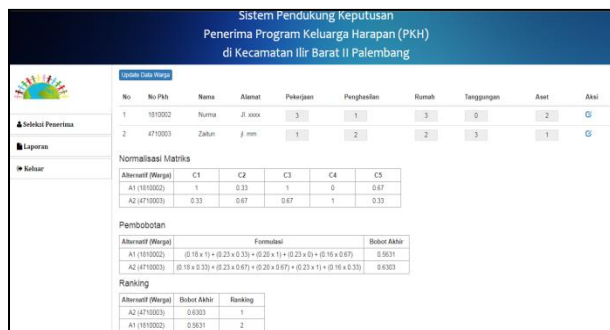 Sistem Pendukung Keputusan
Penerima Program Keluarga Harapan (PKH)
di Kecamatan Ilir Barat II Palembang
Update Data Warga
No No Pkh Nama Alamat Pekerjaan Penghasilan Rumah Tanggungan Aset Aksi
1 1810002 Nurma Jl. xxxx 3 1 3 0 2
2 4710003 Zaitun jl. mm 1 2 2 3 1
Seleksi Penerima
Laporan
Keluar
Normalisasi Matriks
Alternatif (Warga) C1 C2 C3 C4 C5
A1 (1810002) 1 0.33 1 0 0.67
A2 (4710003) 0.33 0.67 0.67 1 0.33
Pembobotan
Alternatif (Warga) Formulasi Bobot Akhir
A1 (1810002) (0.18 x 1) + (0.23 x 0.33) + (0.20 x 1) + (0.23 x 0) + (0.16 x 0.67) 0.5631
A2 (4710003) (0.18 x 0.33) + (0.23 x 0.67) + (0.20 x 0.67) + (0.23 x 1) + (0.16 x 0.33) 0.6303
Ranking
Alternatif (Warga) Bobot Akhir Ranking
A2 (4710003) 0.6303 1
A1 (1810002) 0.5631 2